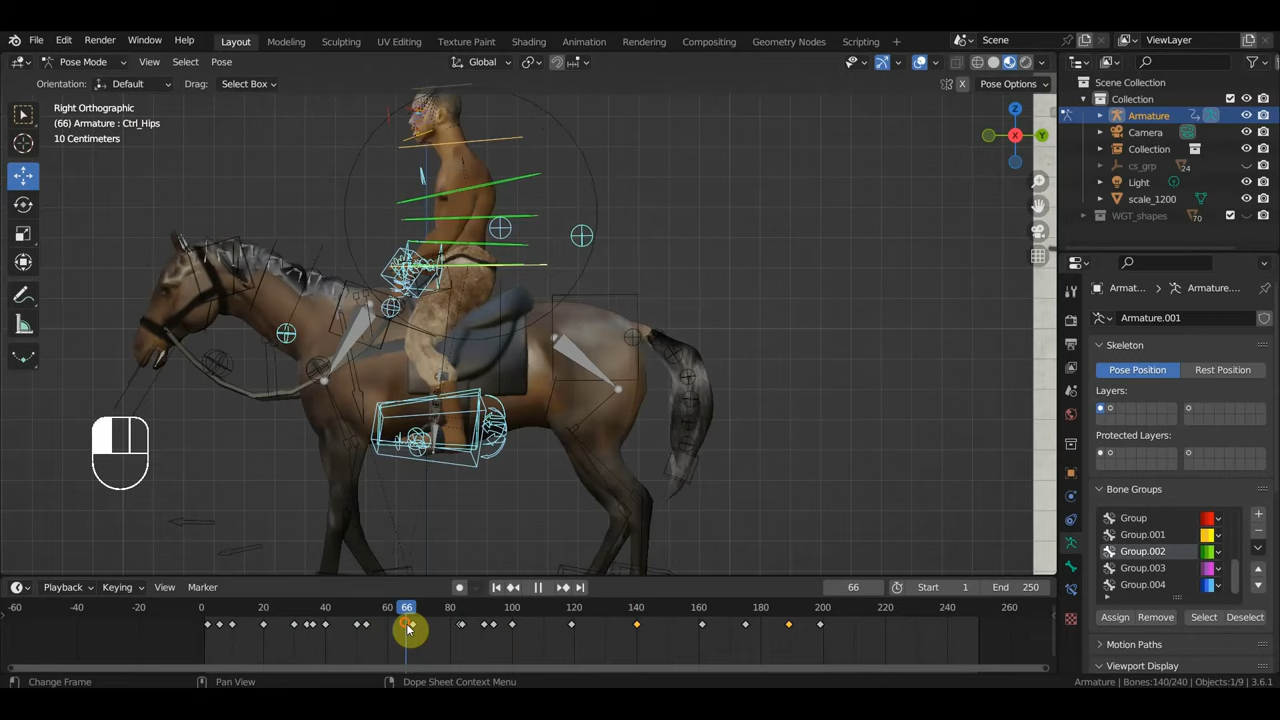 File Edit Render Window Help Layout Modeling Sculpting UV Editing Texture Paint Shading Animation Rendering Compositing Geometry Nodes Scripting + Scene ViewLayer
Pose Mode View Select Pose Global
Orientation: Default Drag: Select Box X Pose Options
Scene Collection
Collection
Armature
Camera
Collection
cs_grp 24
Light
scale_1200
WGT_shapes 70
Right Orthographic
(66) Armature : Ctrl_Hips
10 Centimeters
Z
X
Y
Armat... Armature...
Armature.001
Skeleton
Pose Position Rest Position
Layers:
Protected Layers:
Bone Groups
Group
Group.001
Group.002
Group.003
Group.004
Assign Remove Select Deselect
Motion Paths
Viewport Display
Playback Keying View Marker 66 Start 1 End 250
-60 -40 -20 0 20 40 60 66 80 100 120 140 160 180 200 220 240 260
Change Frame Pan View Dope Sheet Context Menu Armature | Bones:140/240 | Objects:1/9 | 3.6.1